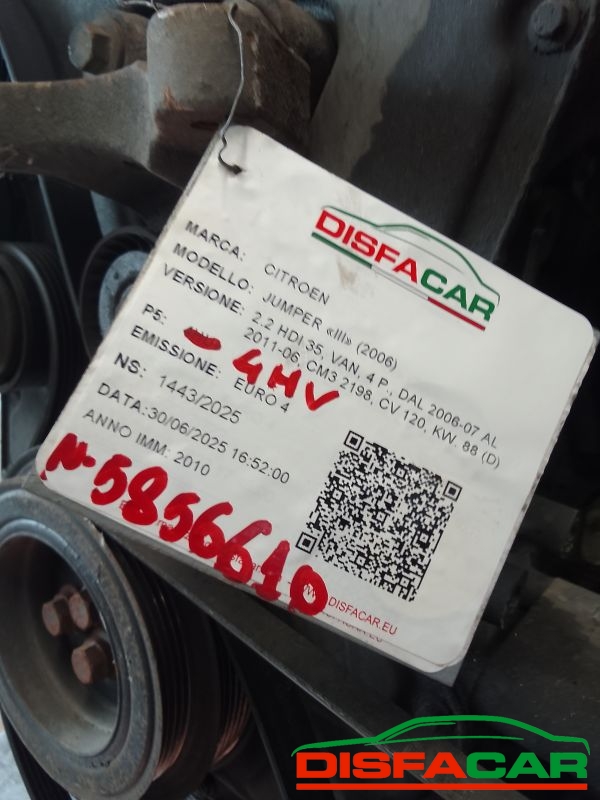 DISFACAR
MARCA: CITROEN
MODELLO: JUMPER «III» (2006)
VERSIONE: 2.2 HDI 35, VAN, 4 P., DAL 2006-07 AL
2011-06, CM3 2198, CV 120, KW. 88 (D)
P5: 4HV
EMISSIONE: EURO 4
NS: 1443/2025
DATA:30/06/2025 16:52:00
ANNO IMM: 2010
N-5856610
DISFACAR.EU
DISFACAR